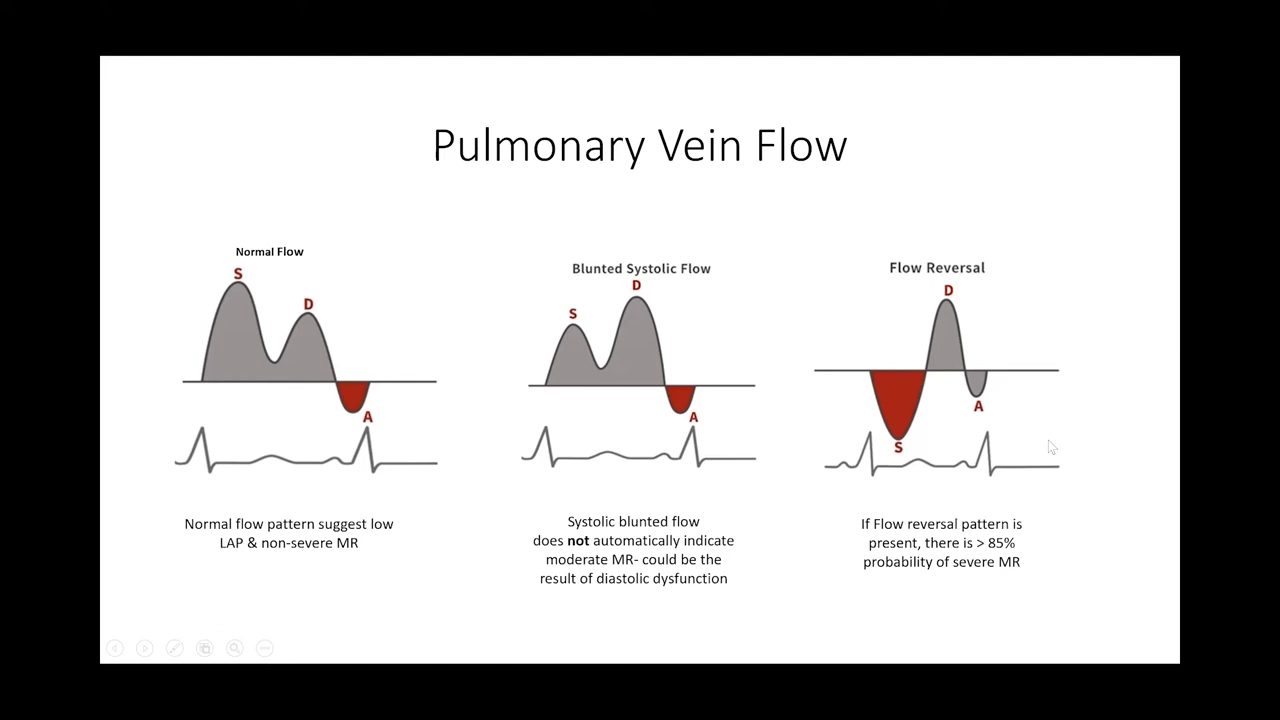 Pulmonary Vein Flow
Normal Flow
S
D
A
Normal flow pattern suggest low
LAP & non-severe MR
Blunted Systolic Flow
D
S
A
Systolic blunted flow
does not automatically indicate
moderate MR- could be the
result of diastolic dysfunction
Flow Reversal
D
A
S
If Flow reversal pattern is
present, there is > 85%
probability of severe MR